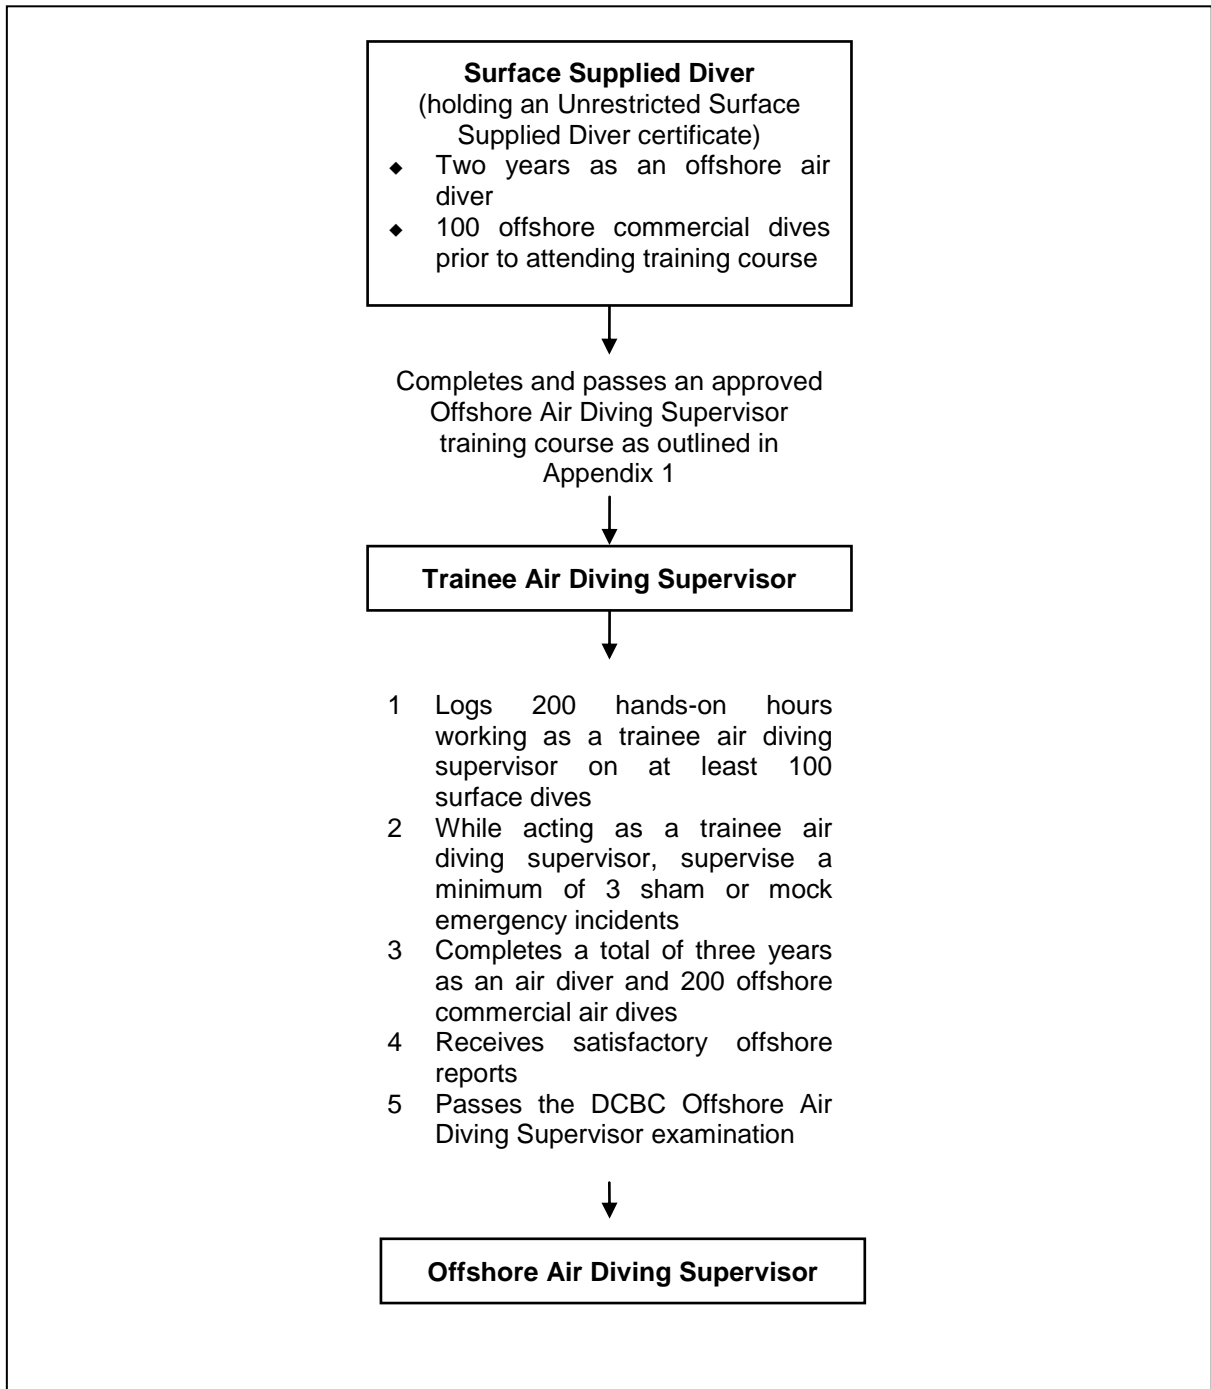 Surface Supplied Diver
(holding an Unrestricted Surface
Supplied Diver certificate)
◆ Two years as an offshore air
diver
◆ 100 offshore commercial dives
prior to attending training course
Completes and passes an approved
Offshore Air Diving Supervisor
training course as outlined in
Appendix 1
Trainee Air Diving Supervisor
1 Logs 200 hands-on hours
working as a trainee air diving
supervisor on at least 100
surface dives
2 While acting as a trainee air
diving supervisor, supervise a
minimum of 3 sham or mock
emergency incidents
3 Completes a total of three years
as an air diver and 200 offshore
commercial air dives
4 Receives satisfactory offshore
reports
5 Passes the DCBC Offshore Air
Diving Supervisor examination
Offshore Air Diving Supervisor